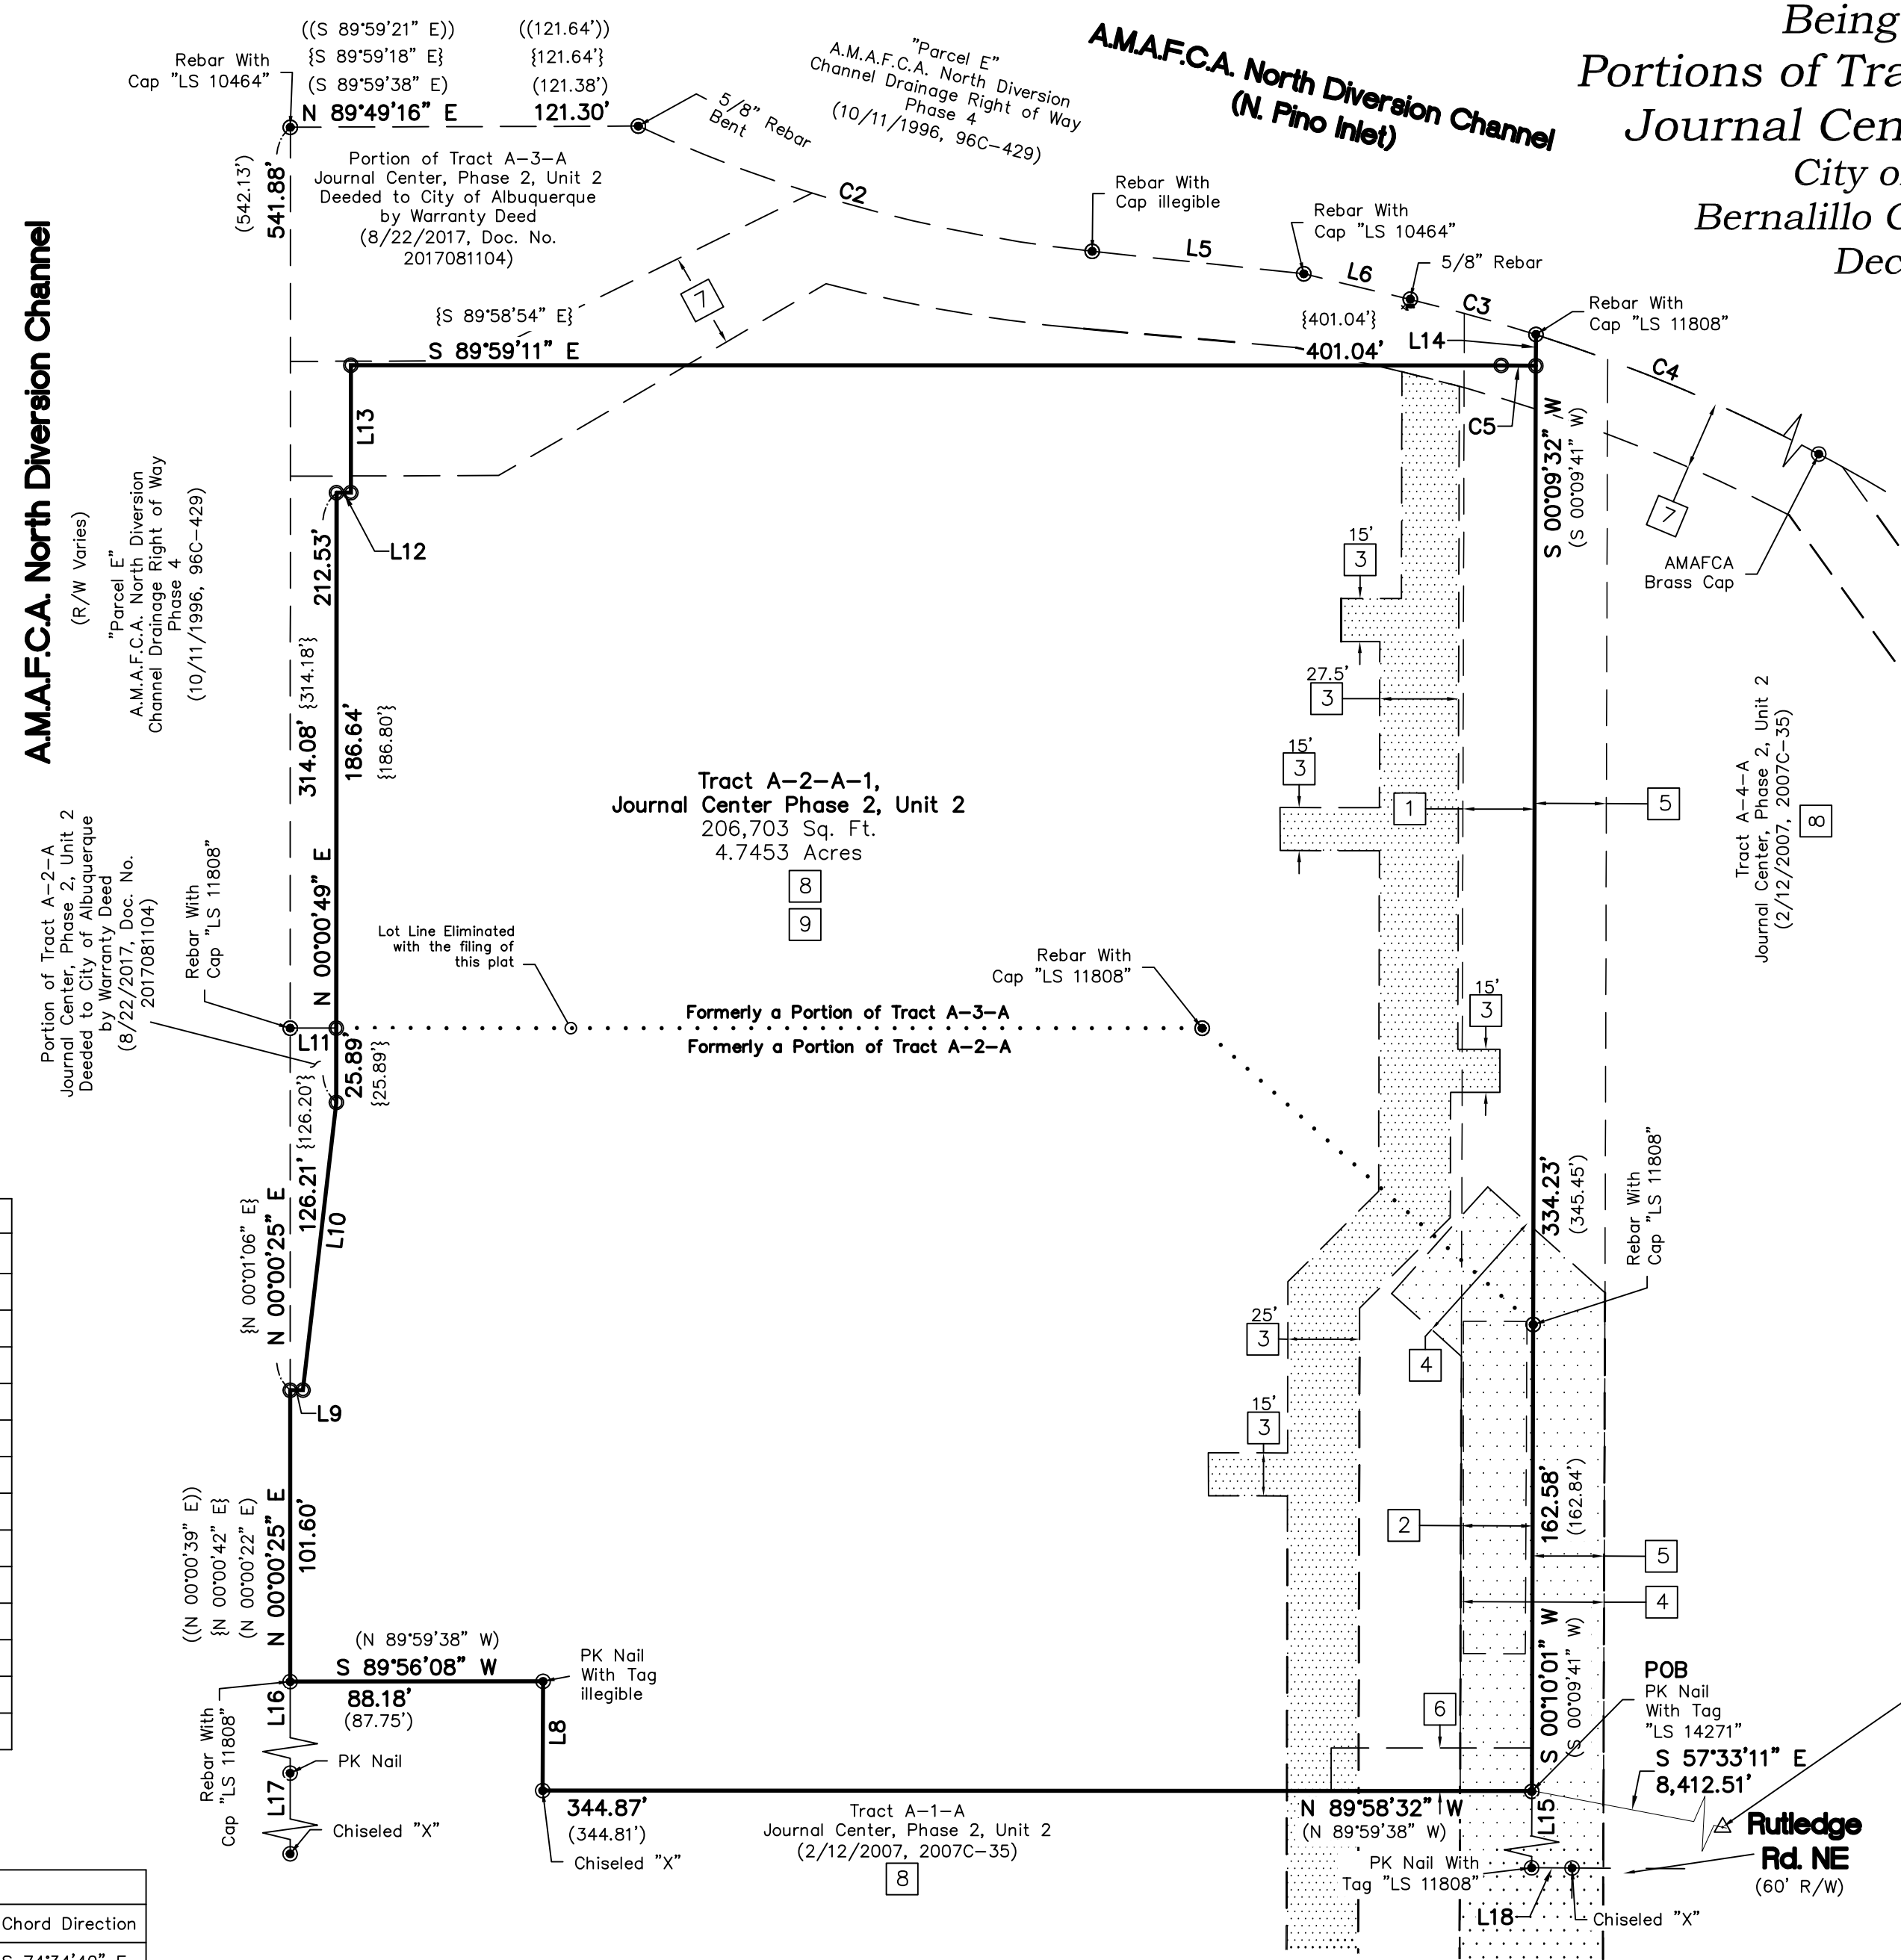 ((S 89°59'21" E)) ((121.64'))
{S 89°59'18" E} {121.64'}
(S 89°59'38" E) (121.38')
N 89°49'16" E 121.30'
Rebar With
Cap "LS 10464"
5/8" Rebar
Bent
"Parcel E"
A.M.A.F.C.A. North Diversion
Channel Drainage Right of Way
Phase 4
(10/11/1996, 96C-429)
A.M.A.F.C.A. North Diversion Channel
(N. Pino Inlet)
Being
Portions of Tra
Journal Cen
City o
Bernalillo C
Dec
(542.13')
541.88'
Portion of Tract A-3-A
Journal Center, Phase 2, Unit 2
Deeded to City of Albuquerque
by Warranty Deed
(8/22/2017, Doc. No.
2017081104)
C2
Rebar With
Cap illegible
L5
Rebar With
Cap "LS 10464"
L6
5/8" Rebar
C3
Rebar With
Cap "LS 11808"
7
{S 89°58'54" E}
S 89°59'11" E
{401.04'}
401.04'
L14
C4
C5
L13
L12
S 00°09'32" W
(S 00°09'41" W)
7
AMAFCA
Brass Cap
A.M.A.F.C.A. North Diversion Channel
(R/W Varies)
"Parcel E"
A.M.A.F.C.A. North Diversion
Channel Drainage Right of Way
Phase 4
(10/11/1996, 96C-429)
212.53'
314.08' {314.18'}
186.64'
{186.80'}
N 00°00'49" E
15'
3
27.5'
3
15'
3
1
5
Tract A-4-A
Journal Center, Phase 2, Unit 2
(2/12/2007, 2007C-35)
8
Tract A-2-A-1,
Journal Center Phase 2, Unit 2
206,703 Sq. Ft.
4.7453 Acres
8
9
Portion of Tract A-2-A
Journal Center, Phase 2, Unit 2
Deeded to City of Albuquerque
by Warranty Deed
(8/22/2017, Doc. No.
2017081104)
Rebar With
Cap "LS 11808"
Lot Line Eliminated
with the filing of
this plat
Rebar With
Cap "LS 11808"
Formerly a Portion of Tract A-3-A
Formerly a Portion of Tract A-2-A
15'
3
L11
25.89'
{25.89'}
126.21' {126.20'}
L10
{N 00°01'06" E}
N 00°00'25" E
L9
334.23'
(345.45')
Rebar With
Cap "LS 11808"
25'
3
4
15'
3
2
162.58'
(162.84')
5
4
((N 00°00'39" E))
{N 00°00'42" E}
(N 00°00'22" E)
N 00°00'25" E
101.60'
(N 89°59'38" W)
S 89°56'08" W
88.18'
(87.75')
PK Nail
With Tag
illegible
L8
L16
Rebar With
Cap "LS 11808"
PK Nail
L17
Chiseled "X"
344.87'
(344.81')
Chiseled "X"
Tract A-1-A
Journal Center, Phase 2, Unit 2
(2/12/2007, 2007C-35)
8
6
S 00°10'01" W
(S 00°09'41" W)
POB
PK Nail
With Tag
"LS 14271"
S 57°33'11" E
8,412.51'
N 89°58'32" W
(N 89°59'38" W)
L15
PK Nail With
Tag "LS 11808"
L18
Chiseled "X"
Rutledge
Rd. NE
(60' R/W)
Chord Direction
S 74°34'40" E